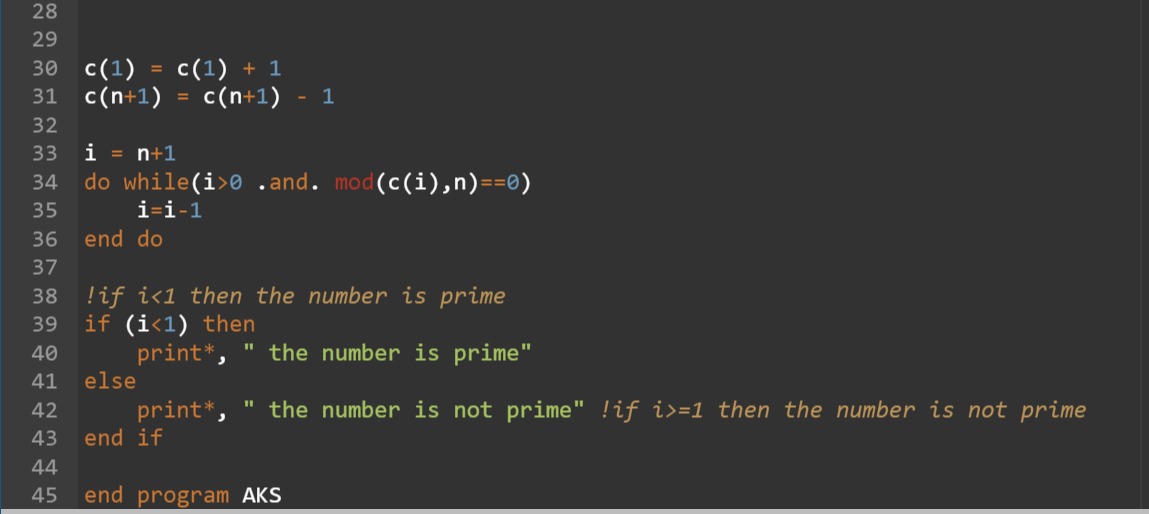 28
29
30 c(1) = c(1) + 1
31 c(n+1) = c(n+1) - 1
32
33 i = n+1
34 do while(i>0 .and. mod(c(i),n)==0)
35     i=i-1
36 end do
37
38 !if i<1 then the number is prime
39 if (i<1) then
40     print*, " the number is prime"
41 else
42     print*, " the number is not prime" !if i>=1 then the number is not prime
43 end if
44
45 end program AKS